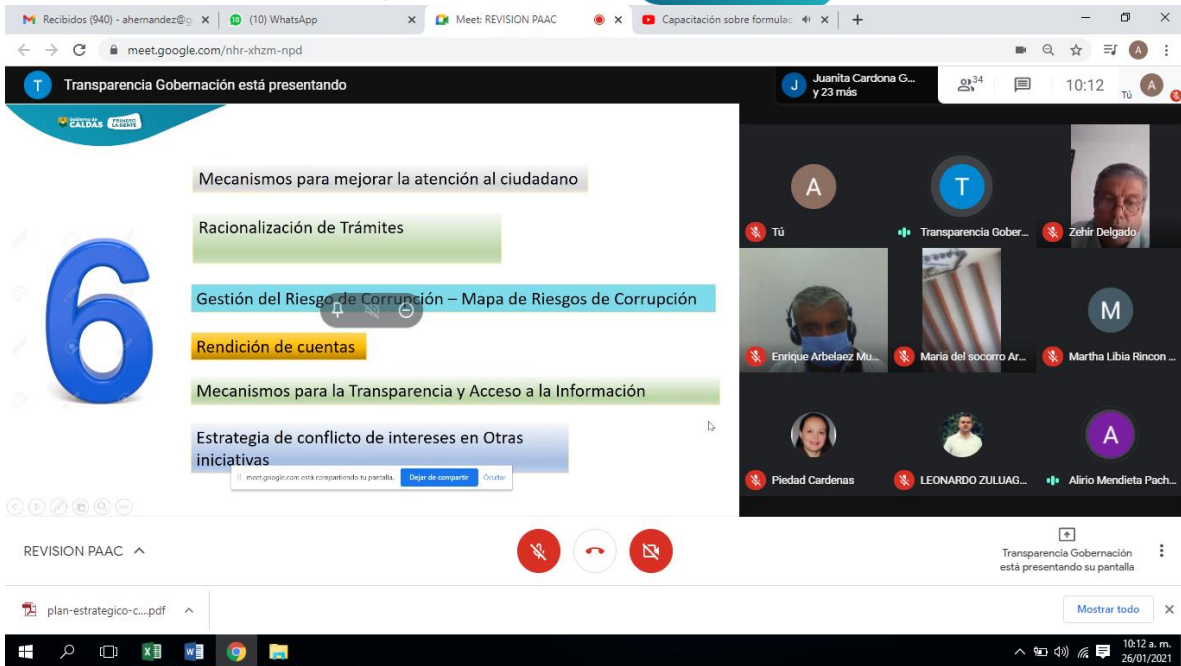 Recibidos (940) - ahernandez@g
(10) WhatsApp
Meet: REVISION PAAC
Capacitación sobre formulac
meet.google.com/nhr-xhzm-npd
A
T
Transparencia Gobernación está presentando
J
Juanita Cardona G...
y 23 más
34
10:12
Tú
A
Gobierno de
CALDAS
PRIMERO
LA GENTE
6
Mecanismos para mejorar la atención al ciudadano
Racionalización de Trámites
Gestión del Riesgo de Corrupción – Mapa de Riesgos de Corrupción
Rendición de cuentas
Mecanismos para la Transparencia y Acceso a la Información
Estrategia de conflicto de intereses en Otras
iniciativas
meet.google.com está compartiendo tu pantalla.
Dejar de compartir
Ocultar
A
Tú
T
Transparencia Gober...
Zehir Delgado
Enrique Arbelaez Mu...
Maria del socorro Ar...
M
Martha Libia Rincon ...
Piedad Cardenas
LEONARDO ZULUAG...
A
Alirio Mendieta Pach...
REVISION PAAC
Transparencia Gobernación
está presentando su pantalla
plan-estrategico-c....pdf
Mostrar todo
10:12 a. m.
26/01/2021